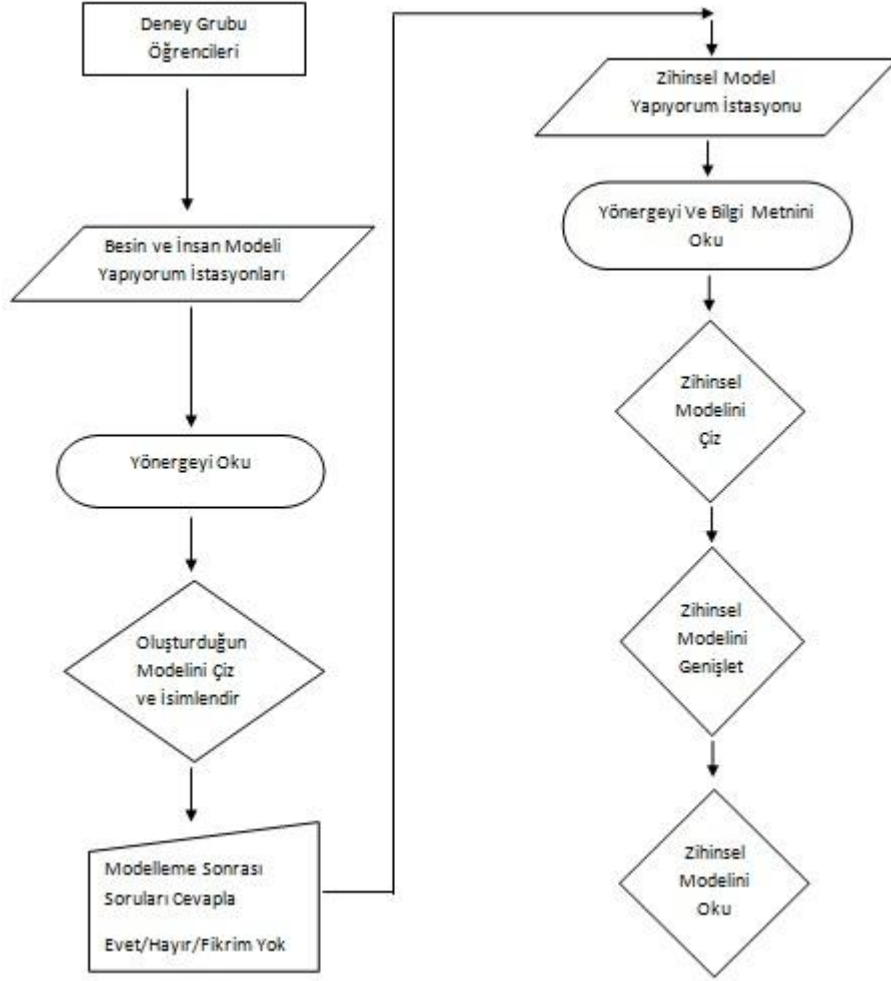 Deney Grubu
Öğrencileri
Besin ve İnsan Modeli
Yapıyorum İstasyonları
Yönergeyi Oku
Oluşturduğun
Modelini Çiz
ve İsimlendir
Modelleme Sonrası
Soruları Cevapla
Evet/Hayır/Fikrim Yok
Zihinsel Model
Yapıyorum İstasyonu
Yönergeyi Ve Bilgi Metnini
Oku
Zihinsel
Modelini
Çiz
Zihinsel
Modelini
Genişlet
Zihinsel
Modelini
Oku